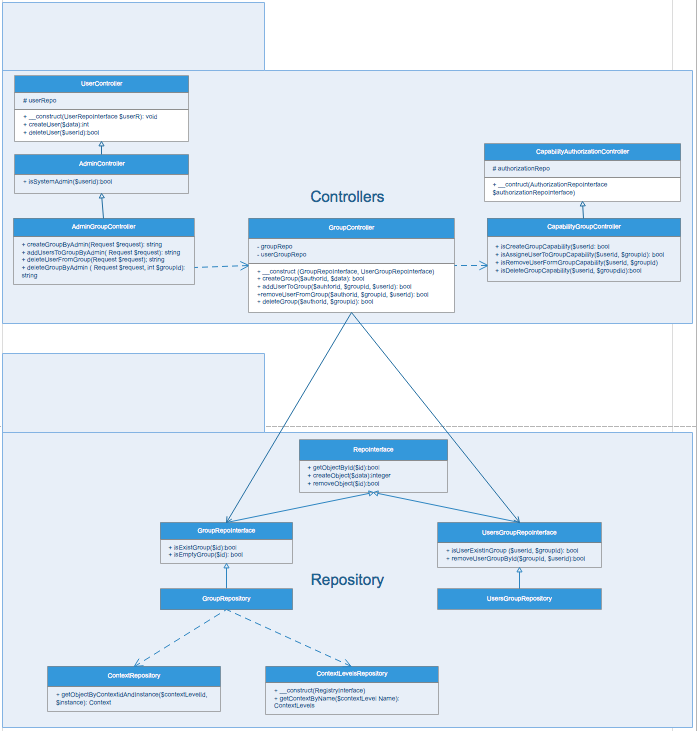 UserController
# userRepo
+ __construct(UserRepoInterface $userR): void
+ createUser($data):int
+ deleteUser($userId):bool
AdminController
+ isSystemAdmin($userId):bool
AdminGroupController
+ createGroupByAdmin(Request $request): string
+ addUsersToGroupByAdmin( Request $request): string
+ deleteUserFromGroup(Request $request); string
+ deleteGroupByAdmin ( Request $request, int $groupId):
string
Controllers
GroupController
- groupRepo
- userGroupRepo
+ __construct (GroupRepoInterface, UserGroupRepoInterface)
+ createGroup($authorId, $data): bool
+ addUserToGroup($auhtorId, $groupId, $userId): bool
+removeUserFromGroup($authorId, $groupId, $userId): bool
+ deleteGroup($authorId, $groupId): bool
CapabilityAuthorizationController
# authorizationRepo
+ __contruct(AuthorizationRepoInterface
$authorizationRepoInterface)
CapabilityGroupController
+ isCreateGroupCapability($userId): bool
+ isAssigneUserToGroupCapability($userId, $groupId): bool
+ isRemoveUserFormGroupCapability($userId, $groupId)
+ isDeleteGroupCapability($userId, $groupId):bool
RepoInterface
+ getObjectById($id):bool
+ createObject($data):integer
+ removeObject($id):bool
GroupRepoInterface
+ isExistGroup($id):bool
+ isEmptyGroup($id): bool
UsersGroupRepoInterface
+ isUserExistInGroup ($userId, $groupId): bool
+ removeUserGroupById($groupId, $userId):bool
Repository
GroupRepository
UsersGroupRepository
ContextRepository
+ getObjectByContextIdAndInstance($contextLevelId,
$instance): Context
ContextLevelsRepository
+ __construct(RegistryInterface)
+ getContextByName($contextLevel Name):
ContextLevels